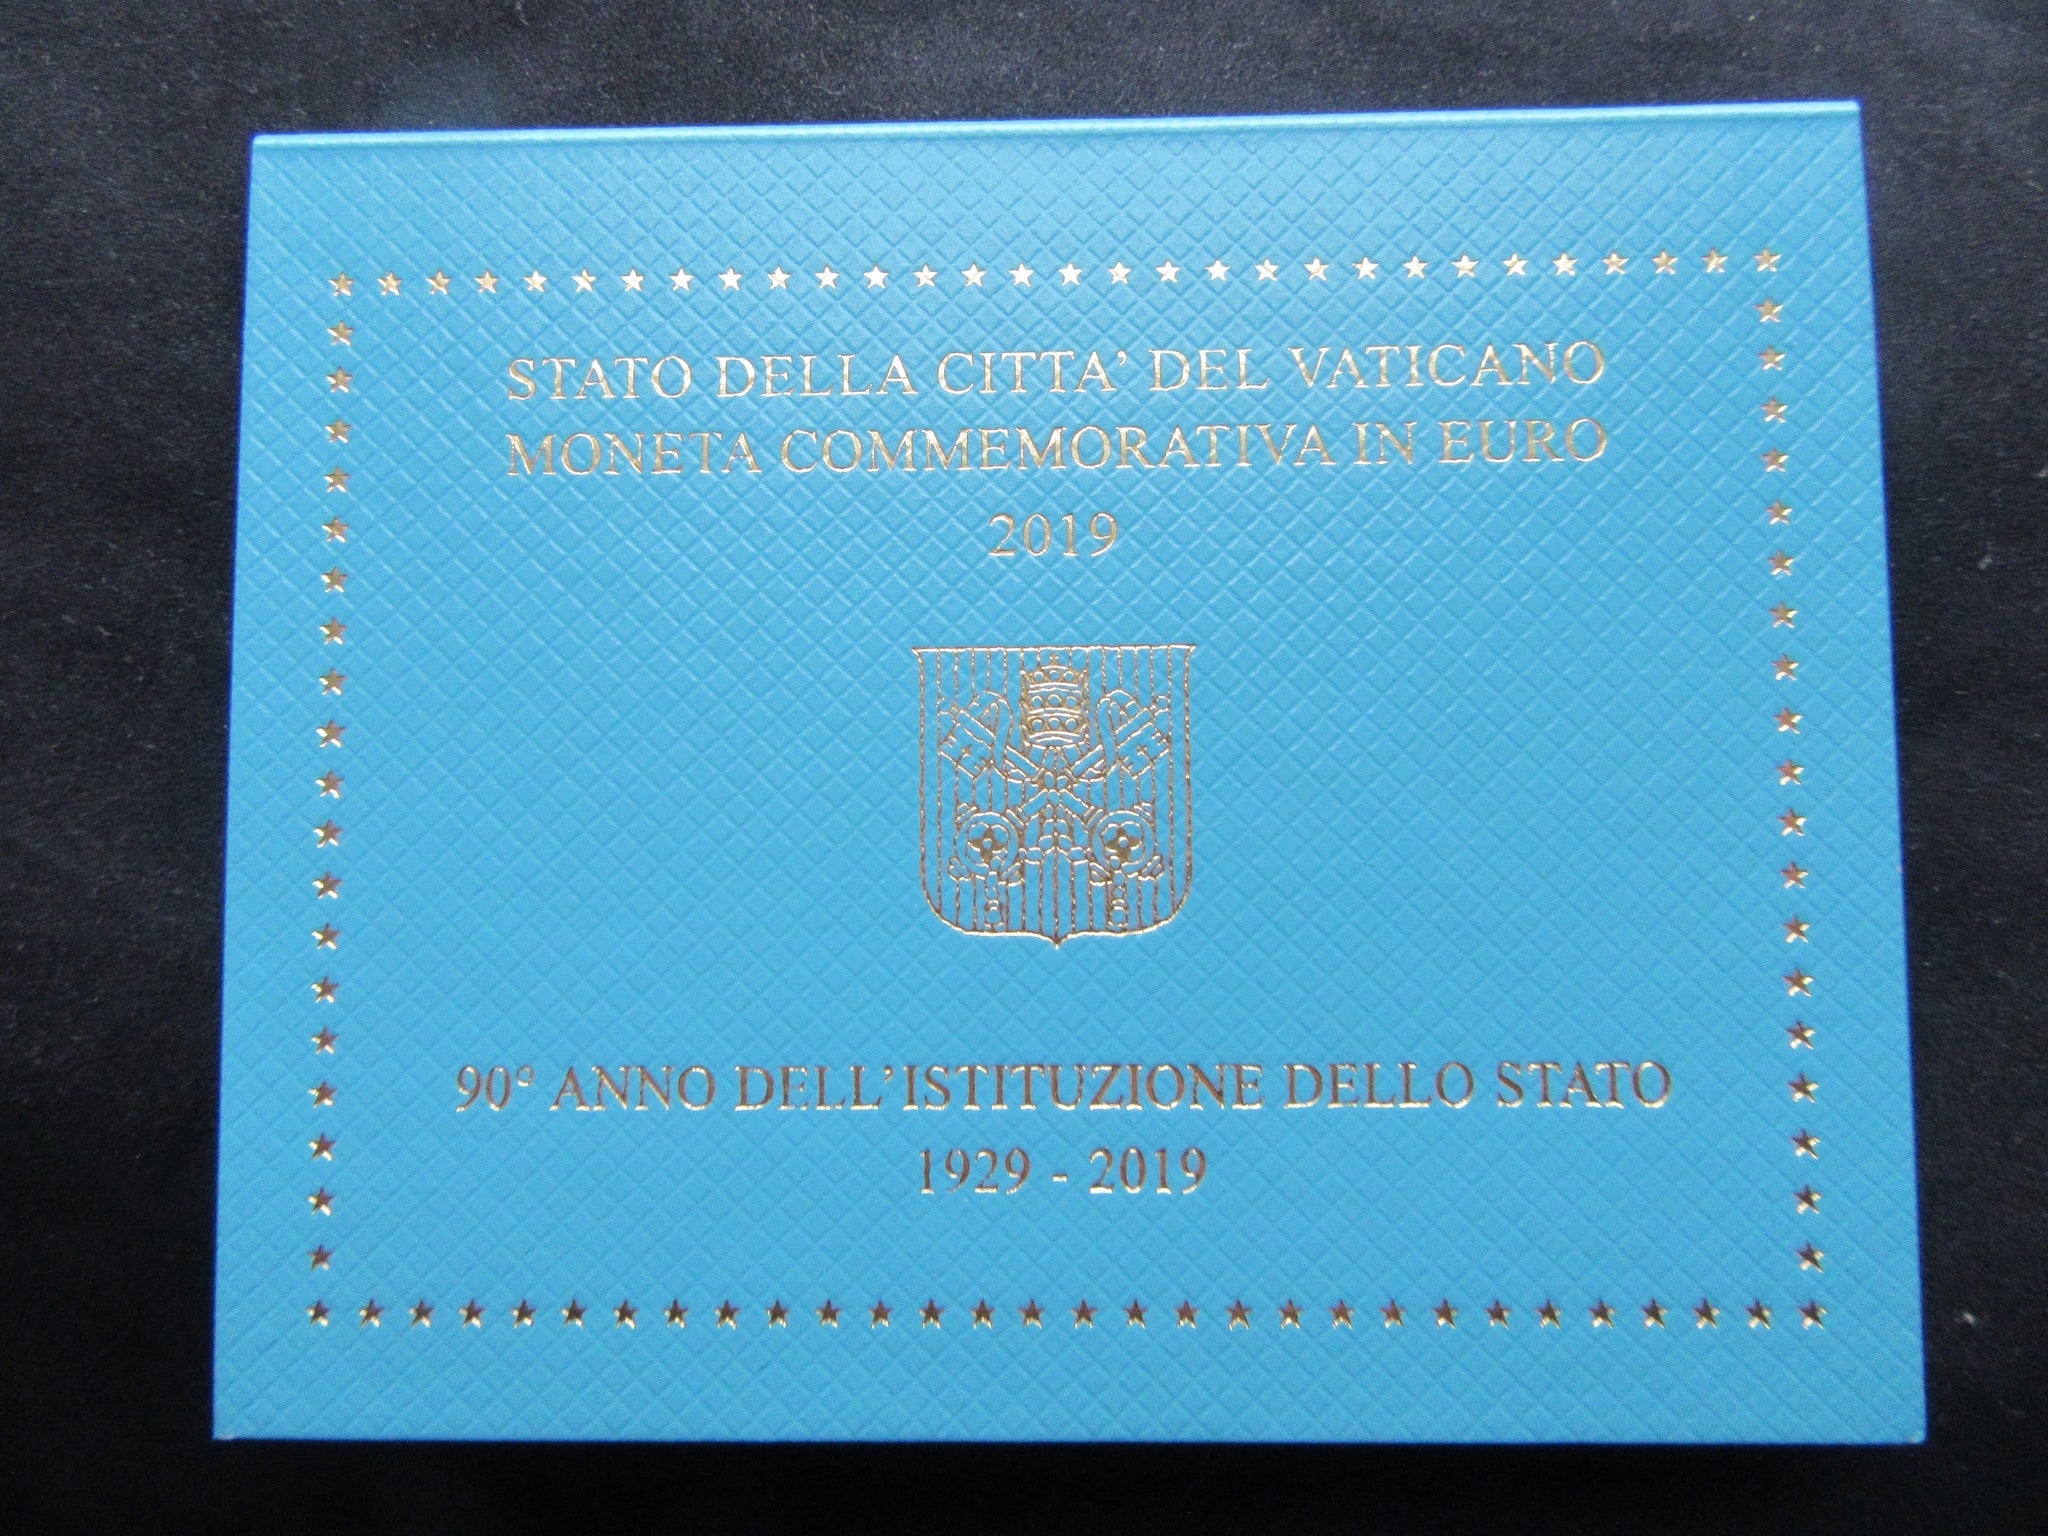 STATO DELLA CITTA' DEL VATICANO
MONETA COMMEMORATIVA IN EURO
2019
90° ANNO DELL'ISTITUZIONE DELLO STATO
1929 - 2019